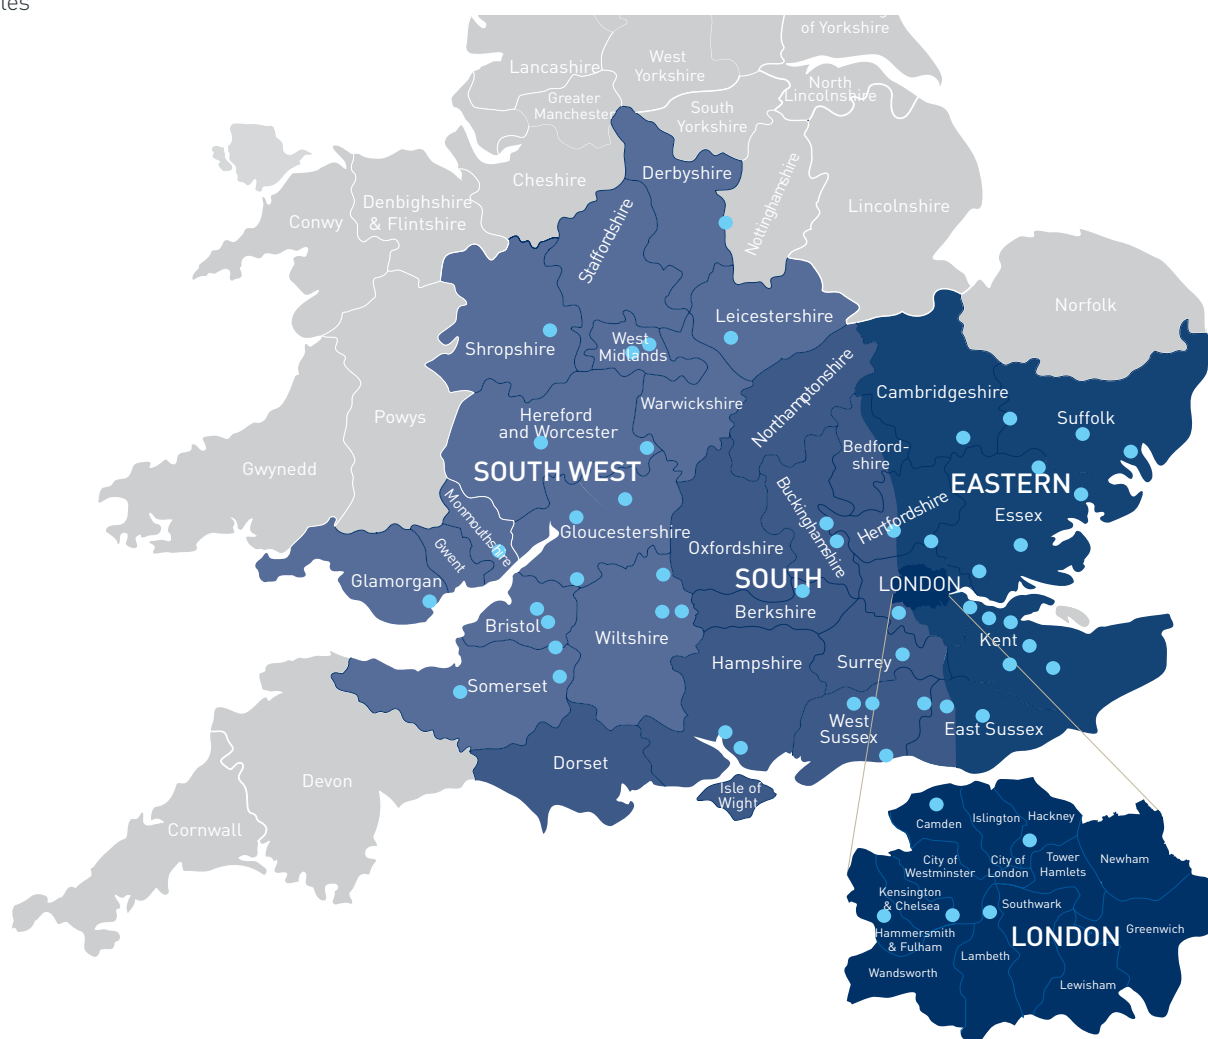 les
of Yorkshire
Lancashire
West
Yorkshire
North
Lincolnshire
Greater
Manchester
South
Yorkshire
Cheshire
Derbyshire
Nottinghamshire
Lincolnshire
Denbighshire
& Flintshire
Conwy
Staffordshire
Norfolk
Leicestershire
Shropshire
West
Midlands
Northamptonshire
Cambridgeshire
Suffolk
Warwickshire
Powys
Hereford
and Worcester
Bedford-
shire
Gwynedd
SOUTH WEST
EASTERN
Monmouthshire
Buckinghamshire
Hertfordshire
Essex
Gloucestershire
Gwent
Oxfordshire
Glamorgan
SOUTH
LONDON
Berkshire
Bristol
Wiltshire
Kent
Hampshire
Surrey
Somerset
West
Sussex
East Sussex
Dorset
Devon
Isle of
Wight
Cornwall
Camden
Islington
Hackney
City of
Westminster
City of
London
Tower
Hamlets
Newham
Kensington
& Chelsea
Southwark
Hammersmith
& Fulham
LONDON
Greenwich
Lambeth
Wandsworth
Lewisham